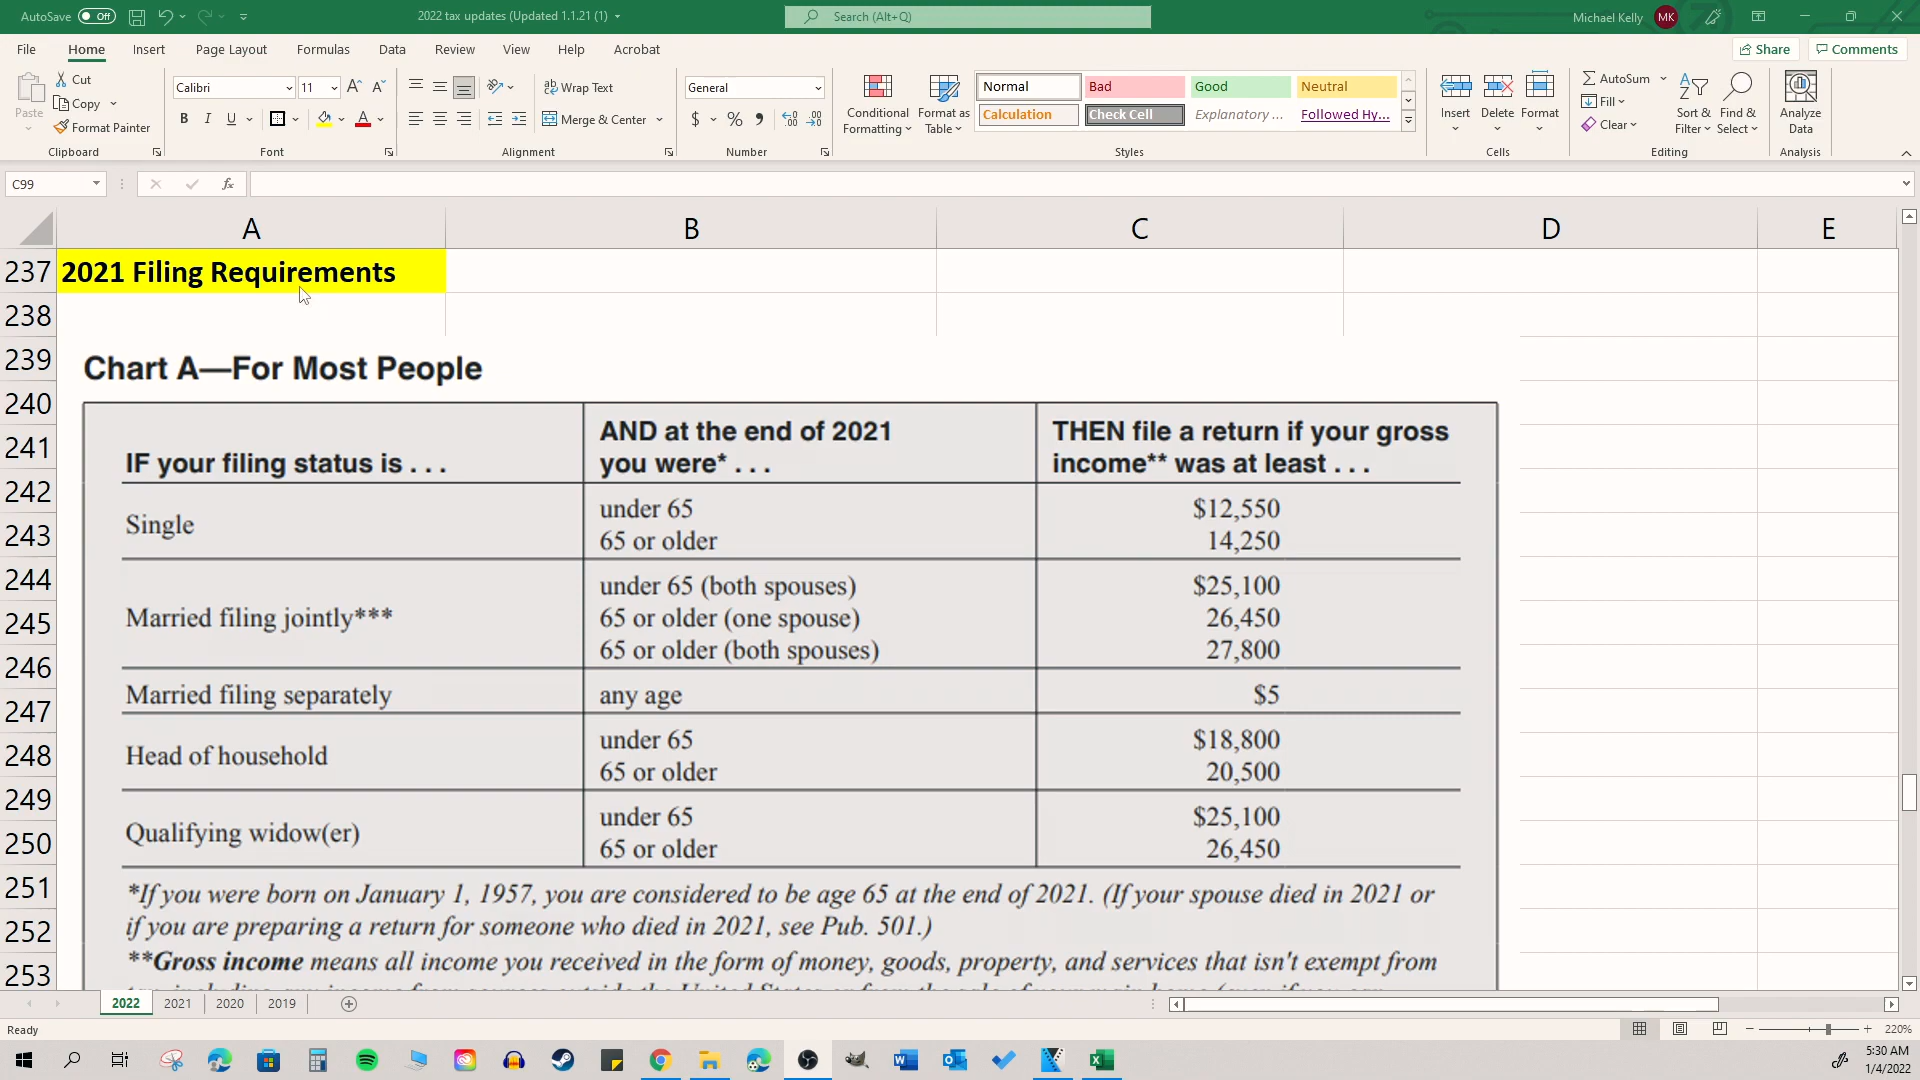 AutoSave Off 2022 tax updates (Updated 1.1.21 (1) Search (Alt+Q) Michael Kelly MK
File Home Insert Page Layout Formulas Data Review View Help Acrobat Share Comments
Paste Cut Copy Format Painter
Calibri 11
B I U
Wrap Text
Merge & Center
General
$ %
Conditional Formatting
Format as Table
Normal Bad Good Neutral
Calculation Check Cell Explanatory ... Followed Hy...
Insert Delete Format
AutoSum
Fill
Clear
Sort & Filter
Find & Select
Analyze Data
Clipboard Font Alignment Number Styles Cells Editing Analysis
C99 fx
A B C D E
237 2021 Filing Requirements
238
239 Chart A—For Most People
240
241
242
243
244
245
246
247
248
249
250
251
252
253
IF your filing status is . . .
AND at the end of 2021
you were* . . .
THEN file a return if your gross
income** was at least . . .
Single
under 65 $12,550
65 or older 14,250
Married filing jointly***
under 65 (both spouses) $25,100
65 or older (one spouse) 26,450
65 or older (both spouses) 27,800
Married filing separately any age $5
Head of household
under 65 $18,800
65 or older 20,500
Qualifying widow(er)
under 65 $25,100
65 or older 26,450
*If you were born on January 1, 1957, you are considered to be age 65 at the end of 2021. (If your spouse died in 2021 or
if you are preparing a return for someone who died in 2021, see Pub. 501.)
**Gross income means all income you received in the form of money, goods, property, and services that isn't exempt from
2022 2021 2020 2019
Ready 220%
5:30 AM
1/4/2022